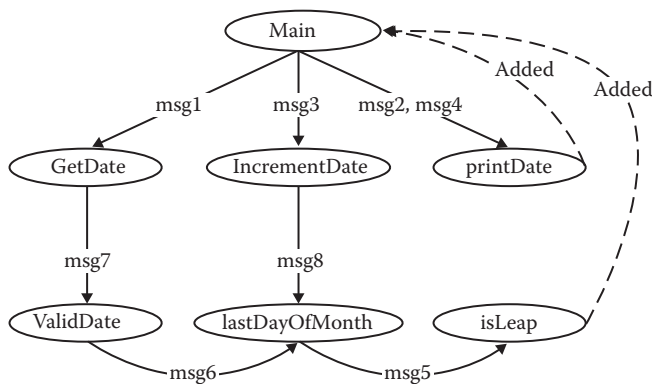 Main
Added
Added
msg1
msg3
msg2, msg4
GetDate
IncrementDate
printDate
msg7
msg8
ValidDate
lastDayOfMonth
isLeap
msg6
msg5